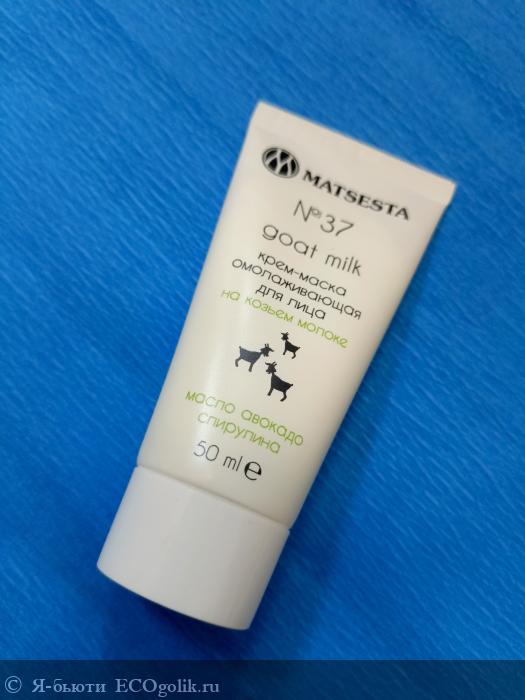 MATSESTA
№37
goat milk
крем-маска
омолаживающая
для лица
на козьем молоке
масло авокадо
спирулина
50 ml e
© Я-бьюти ECOgolik.ru